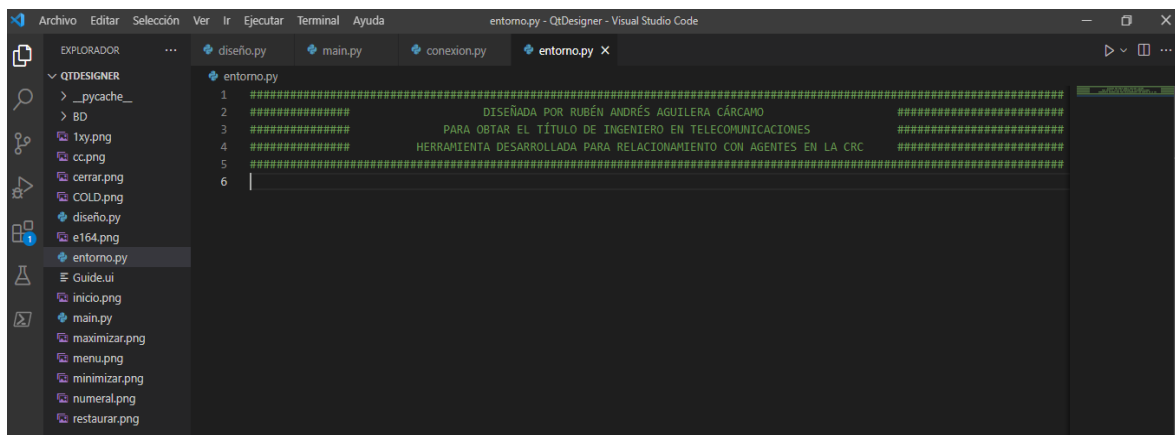 Archivo Editar Selección Ver Ir Ejecutar Terminal Ayuda entorno.py - QtDesigner - Visual Studio Code
EXPLORADOR ... diseño.py main.py conexion.py entorno.py
QTDESIGNER
__pycache__
BD
1xy.png
cc.png
cerrar.png
COLD.png
diseño.py
e164.png
entorno.py
Guide.ui
inicio.png
main.py
maximizar.png
menu.png
minimizar.png
numeral.png
restaurar.png
1
entorno.py
1 ##########################################################################################################################
2 ############### DISEÑADA POR RUBÉN ANDRÉS AGUILERA CÁRCAMO #########################
3 ############### PARA OBTAR EL TÍTULO DE INGENIERO EN TELECOMUNICACIONES #########################
4 ############### HERRAMIENTA DESARROLLADA PARA RELACIONAMIENTO CON AGENTES EN LA CRC #########################
5 ##########################################################################################################################
6